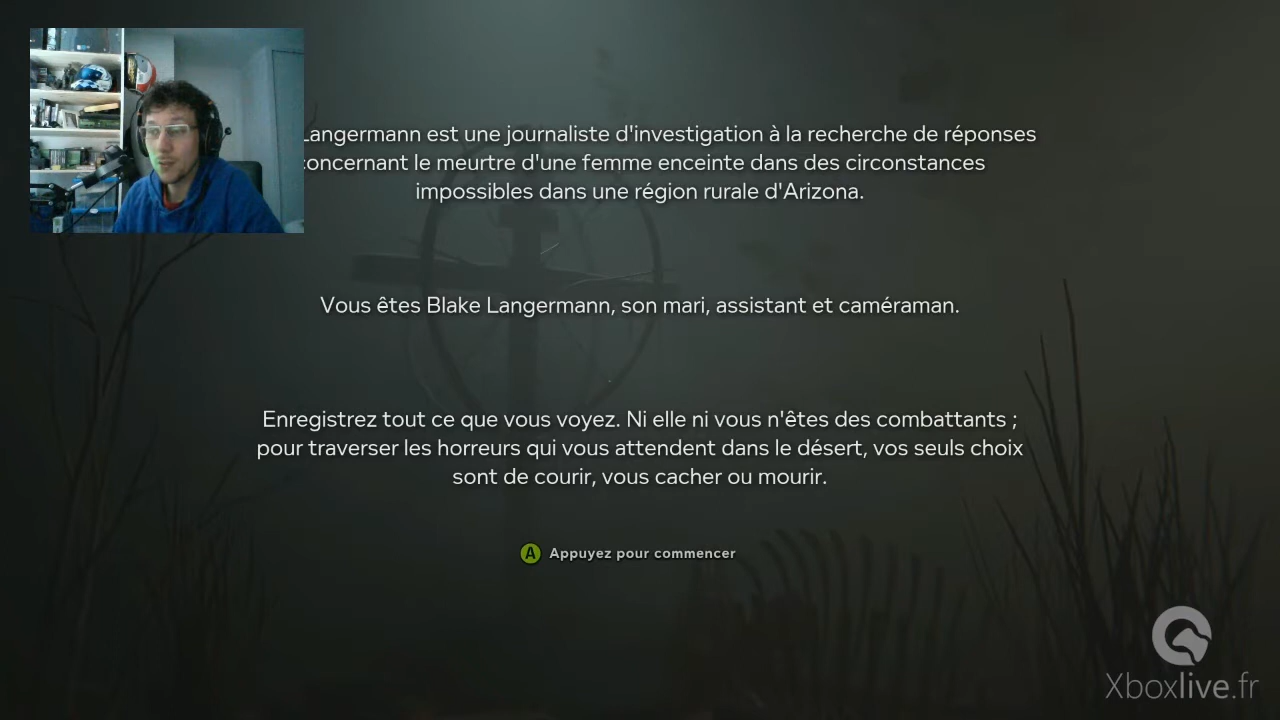 Langermann est une journaliste d'investigation à la recherche de réponses
concernant le meurtre d'une femme enceinte dans des circonstances
impossibles dans une région rurale d'Arizona.
Vous êtes Blake Langermann, son mari, assistant et caméraman.
Enregistrez tout ce que vous voyez. Ni elle ni vous n'êtes des combattants ;
pour traverser les horreurs qui vous attendent dans le désert, vos seuls choix
sont de courir, vous cacher ou mourir.
A Appuyez pour commencer
Xboxlive.fr